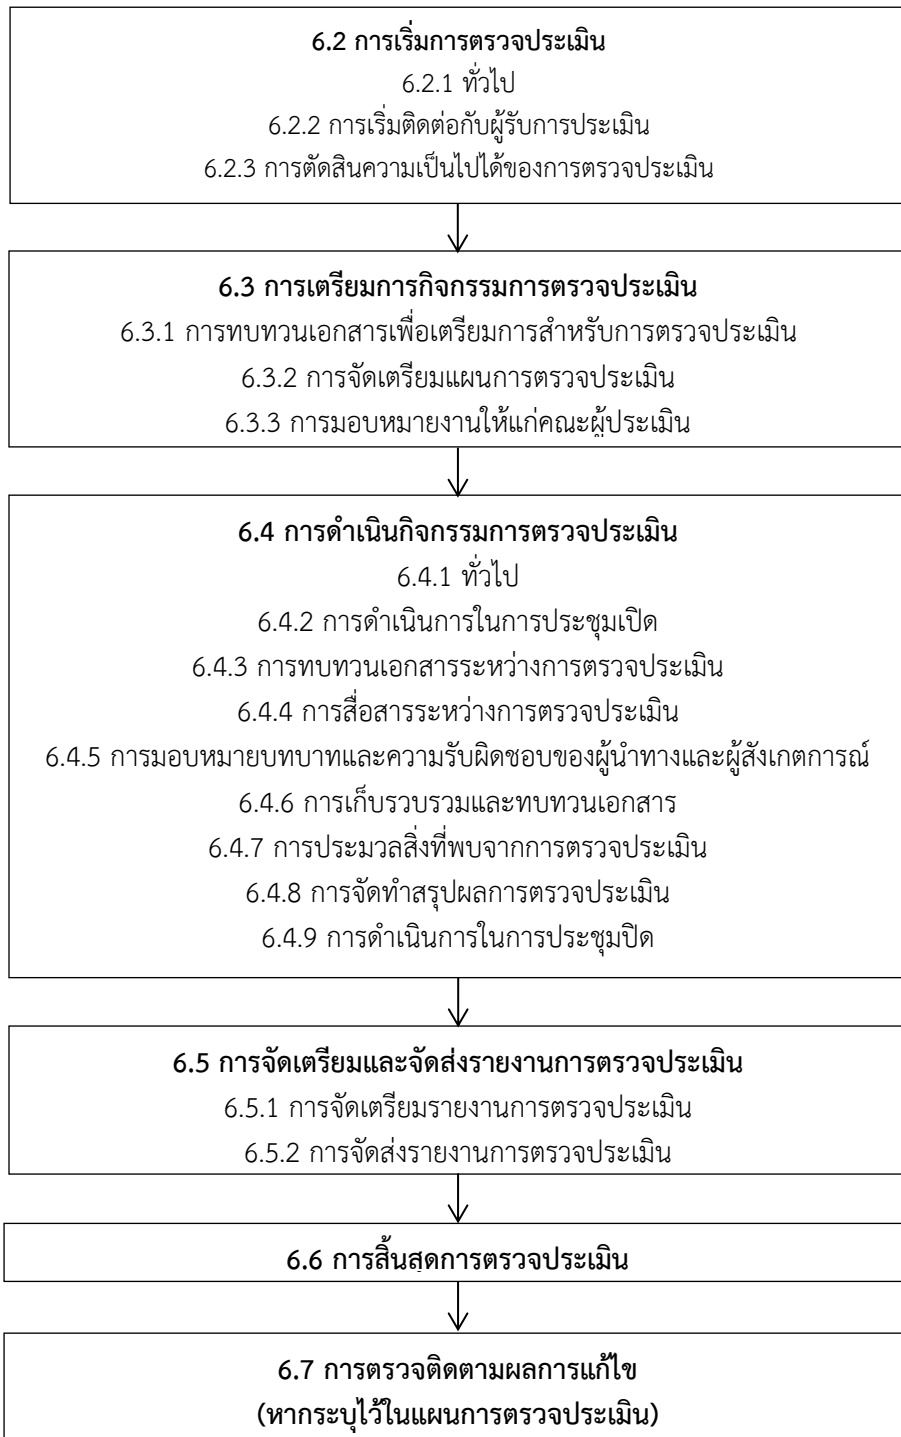 6.2 การเริ่มการตรวจประเมิน
6.2.1 ทั่วไป
6.2.2 การเริ่มติดต่อกับผู้รับการประเมิน
6.2.3 การตัดสินความเป็นไปได้ของการตรวจประเมิน
6.3 การเตรียมการกิจกรรมการตรวจประเมิน
6.3.1 การทบทวนเอกสารเพื่อเตรียมการสำหรับการตรวจประเมิน
6.3.2 การจัดเตรียมแผนการตรวจประเมิน
6.3.3 การมอบหมายงานให้แก่คณะผู้ประเมิน
6.4 การดำเนินกิจกรรมการตรวจประเมิน
6.4.1 ทั่วไป
6.4.2 การดำเนินการในการประชุมเปิด
6.4.3 การทบทวนเอกสารระหว่างการตรวจประเมิน
6.4.4 การสื่อสารระหว่างการตรวจประเมิน
6.4.5 การมอบหมายบทบาทและความรับผิดชอบของผู้นำทางและผู้สังเกตการณ์
6.4.6 การเก็บรวบรวมและทบทวนเอกสาร
6.4.7 การประมวลสิ่งที่พบจากการตรวจประเมิน
6.4.8 การจัดทำสรุปผลการตรวจประเมิน
6.4.9 การดำเนินการในการประชุมปิด
6.5 การจัดเตรียมและจัดส่งรายงานการตรวจประเมิน
6.5.1 การจัดเตรียมรายงานการตรวจประเมิน
6.5.2 การจัดส่งรายงานการตรวจประเมิน
6.6 การสิ้นสุดการตรวจประเมิน
6.7 การตรวจติดตามผลการแก้ไข
(หากระบุไว้ในแผนการตรวจประเมิน)